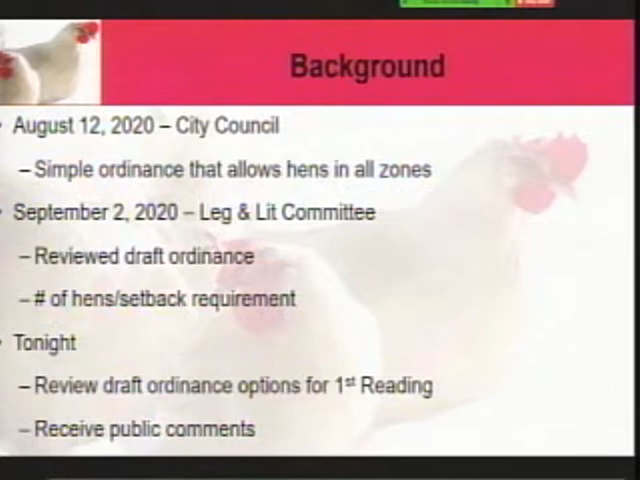 Background
August 12, 2020 – City Council
– Simple ordinance that allows hens in all zones
September 2, 2020 – Leg & Lit Committee
– Reviewed draft ordinance
– # of hens/setback requirement
Tonight
– Review draft ordinance options for 1st Reading
– Receive public comments